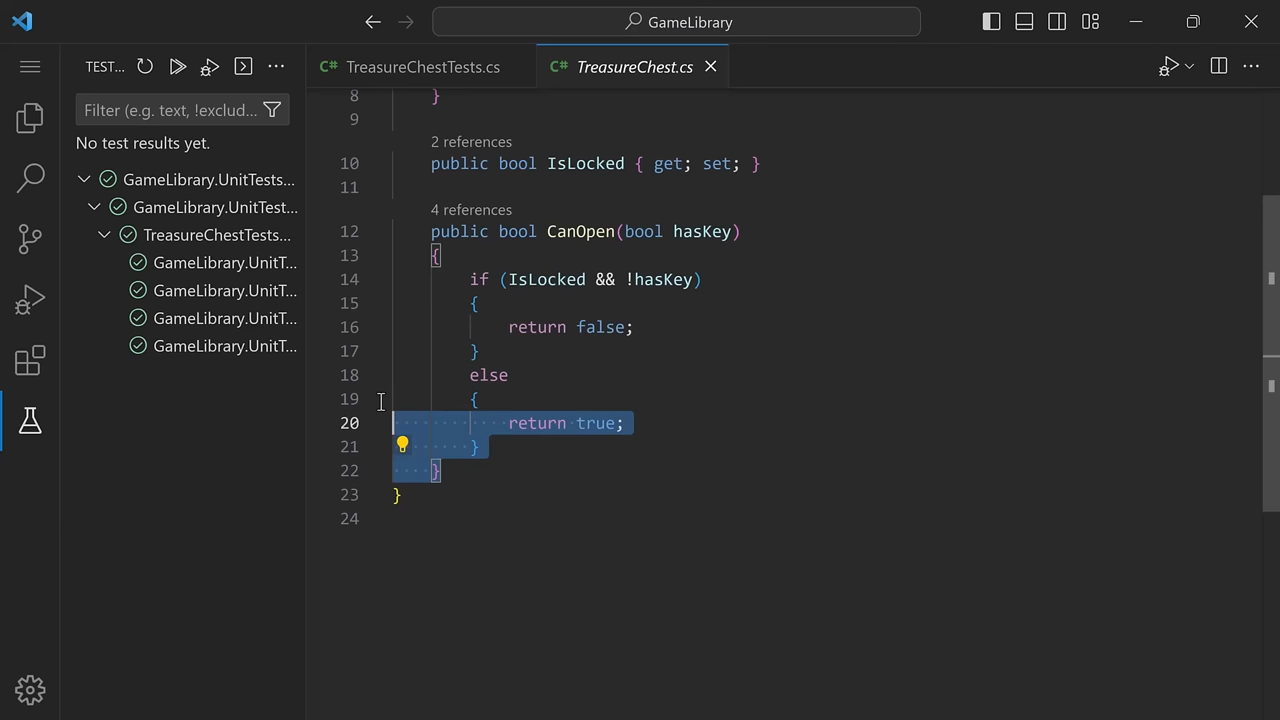 GameLibrary
TEST...
C# TreasureChestTests.cs
C# TreasureChest.cs
Filter (e.g. text, !exclud...
No test results yet.
GameLibrary.UnitTests...
GameLibrary.UnitTest...
TreasureChestTests...
GameLibrary.UnitT...
GameLibrary.UnitT...
GameLibrary.UnitT...
GameLibrary.UnitT...
8 }
9
2 references
10 public bool IsLocked { get; set; }
11
4 references
12 public bool CanOpen(bool hasKey)
13 {
14 if (IsLocked && !hasKey)
15 {
16 return false;
17 }
18 else
19 {
20 return true;
21 }
22 }
23 }
24